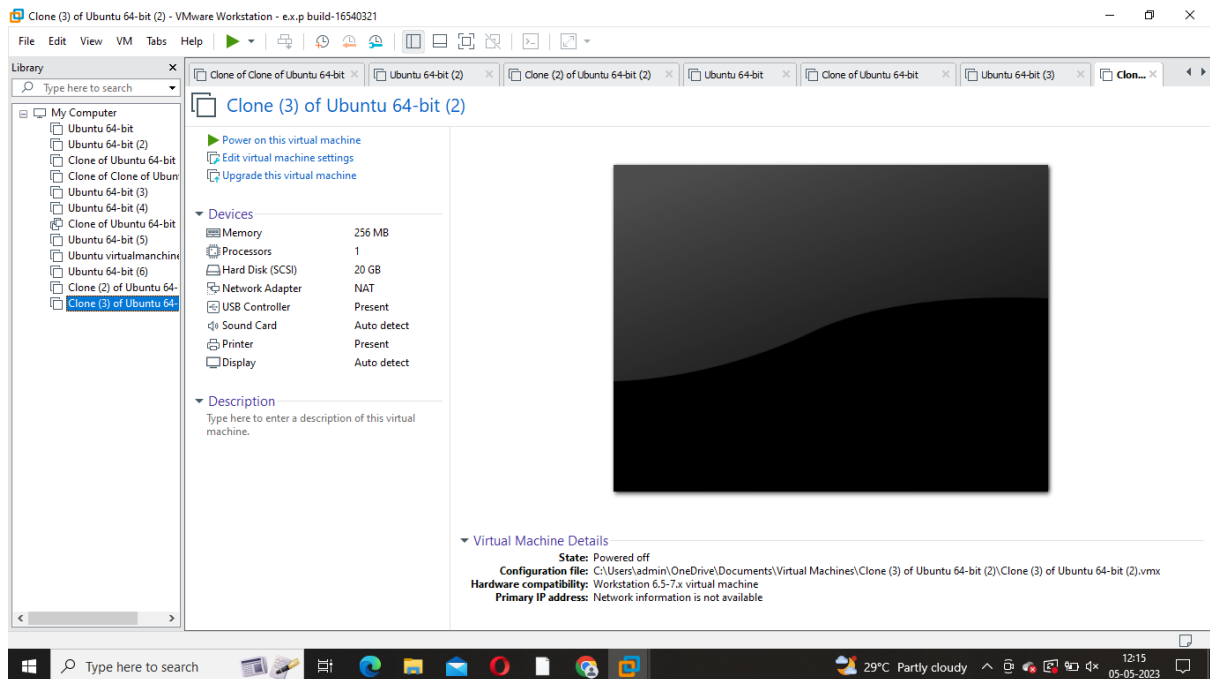 Clone (3) of Ubuntu 64-bit (2) - VMware Workstation - e.x.p build-16540321
File Edit View VM Tabs Help
Library
Type here to search
My Computer
Ubuntu 64-bit
Ubuntu 64-bit (2)
Clone of Ubuntu 64-bit
Clone of Clone of Ubun
Ubuntu 64-bit (3)
Ubuntu 64-bit (4)
Clone of Ubuntu 64-bit
Ubuntu 64-bit (5)
Ubuntu virtualmanchine
Ubuntu 64-bit (6)
Clone (2) of Ubuntu 64-
Clone (3) of Ubuntu 64-
Clone of Clone of Ubuntu 64-bit Ubuntu 64-bit (2) Clone (2) of Ubuntu 64-bit (2) Ubuntu 64-bit Clone of Ubuntu 64-bit Ubuntu 64-bit (3) Clon...
Clone (3) of Ubuntu 64-bit (2)
Power on this virtual machine
Edit virtual machine settings
Upgrade this virtual machine
Devices
Memory 256 MB
Processors 1
Hard Disk (SCSI) 20 GB
Network Adapter NAT
USB Controller Present
Sound Card Auto detect
Printer Present
Display Auto detect
Description
Type here to enter a description of this virtual
machine.
Virtual Machine Details
State: Powered off
Configuration file: C:\Users\admin\OneDrive\Documents\Virtual Machines\Clone (3) of Ubuntu 64-bit (2)\Clone (3) of Ubuntu 64-bit (2).vmx
Hardware compatibility: Workstation 6.5-7.x virtual machine
Primary IP address: Network information is not available
Type here to search
29°C Partly cloudy
12:15
05-05-2023